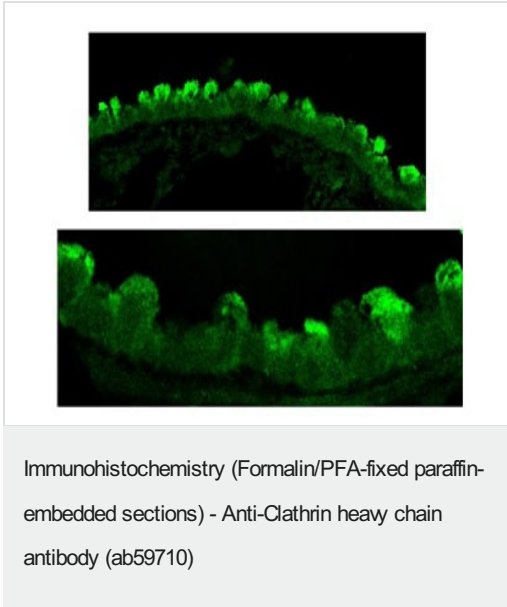 Immunohistochemistry (Formalin/PFA-fixed paraffin-
embedded sections) - Anti-Clathrin heavy chain
antibody (ab59710)